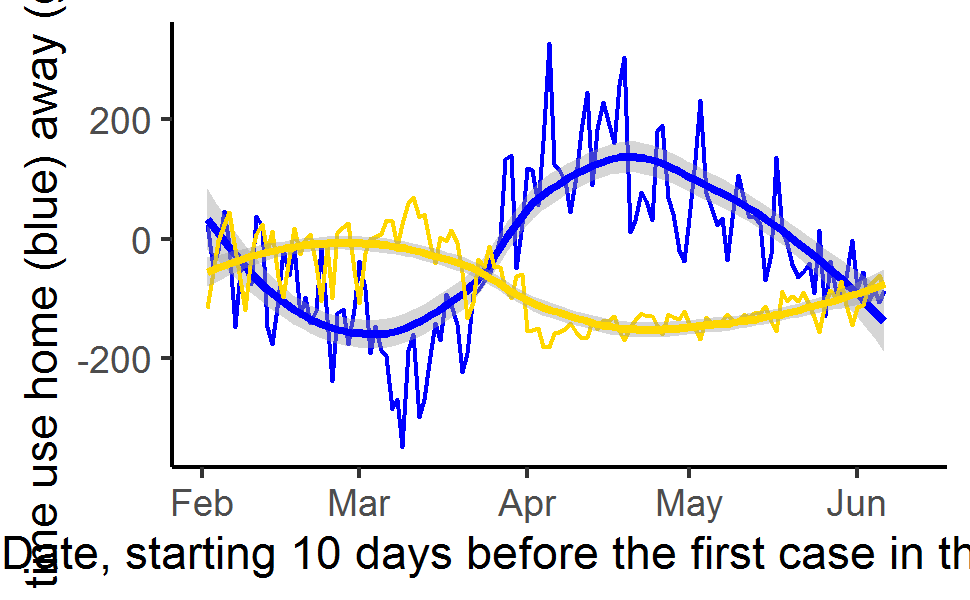 time use home (blue) away (
200
0
-200
Feb Mar Apr May Jun
Date, starting 10 days before the first case in th